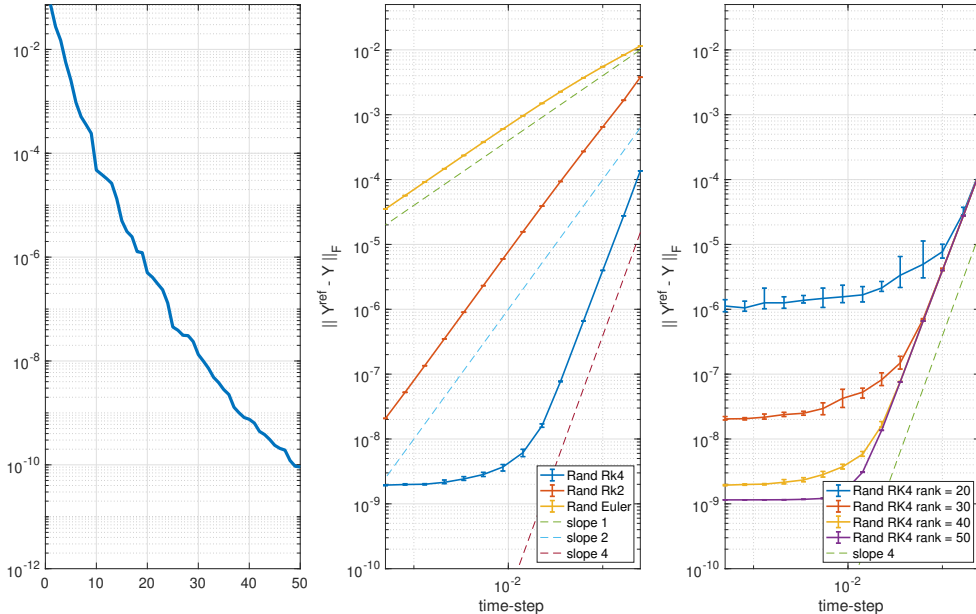 10^-2
10^-4
10^-6
10^-8
10^-10
10^-12
0 10 20 30 40 50
|| Y^ref - Y ||_F
10^-1
10^-2
10^-3
10^-4
10^-5
10^-6
10^-7
10^-8
10^-9
10^-10
10^-2
time-step
Rand Rk4
Rand Rk2
Rand Euler
slope 1
slope 2
slope 4
|| Y^ref - Y ||_F
10^-1
10^-2
10^-3
10^-4
10^-5
10^-6
10^-7
10^-8
10^-9
10^-10
10^-2
time-step
Rand RK4 rank = 20
Rand RK4 rank = 30
Rand RK4 rank = 40
Rand RK4 rank = 50
slope 4